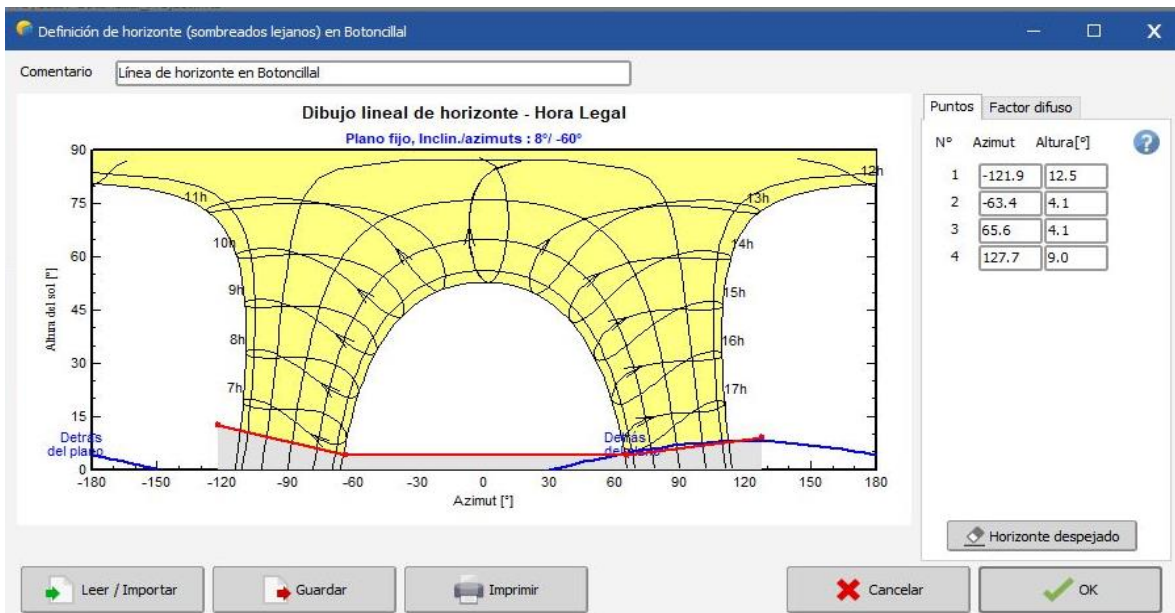 Definición de horizonte (sombreados lejanos) en Botoncillal
X
Comentario Línea de horizonte en Botoncillal
Dibujo lineal de horizonte - Hora Legal
Plano fijo, Inclin./azimuts : 8º/ -60º
90
75
60
45
30
15
0
Altura del sol [°]
11h
10h
9h
8h
7h
12h
13h
14h
15h
16h
17h
Detrás
del plano
Detrás
del plano
-180 -150 -120 -90 -60 -30 0 30 60 90 120 150 180
Azimut [°]
Puntos Factor difuso
Nº Azimut Altura[°] ?
1 -121.9 12.5
2 -63.4 4.1
3 65.6 4.1
4 127.7 9.0
Horizonte despejado
Leer / Importar Guardar Imprimir Cancelar OK